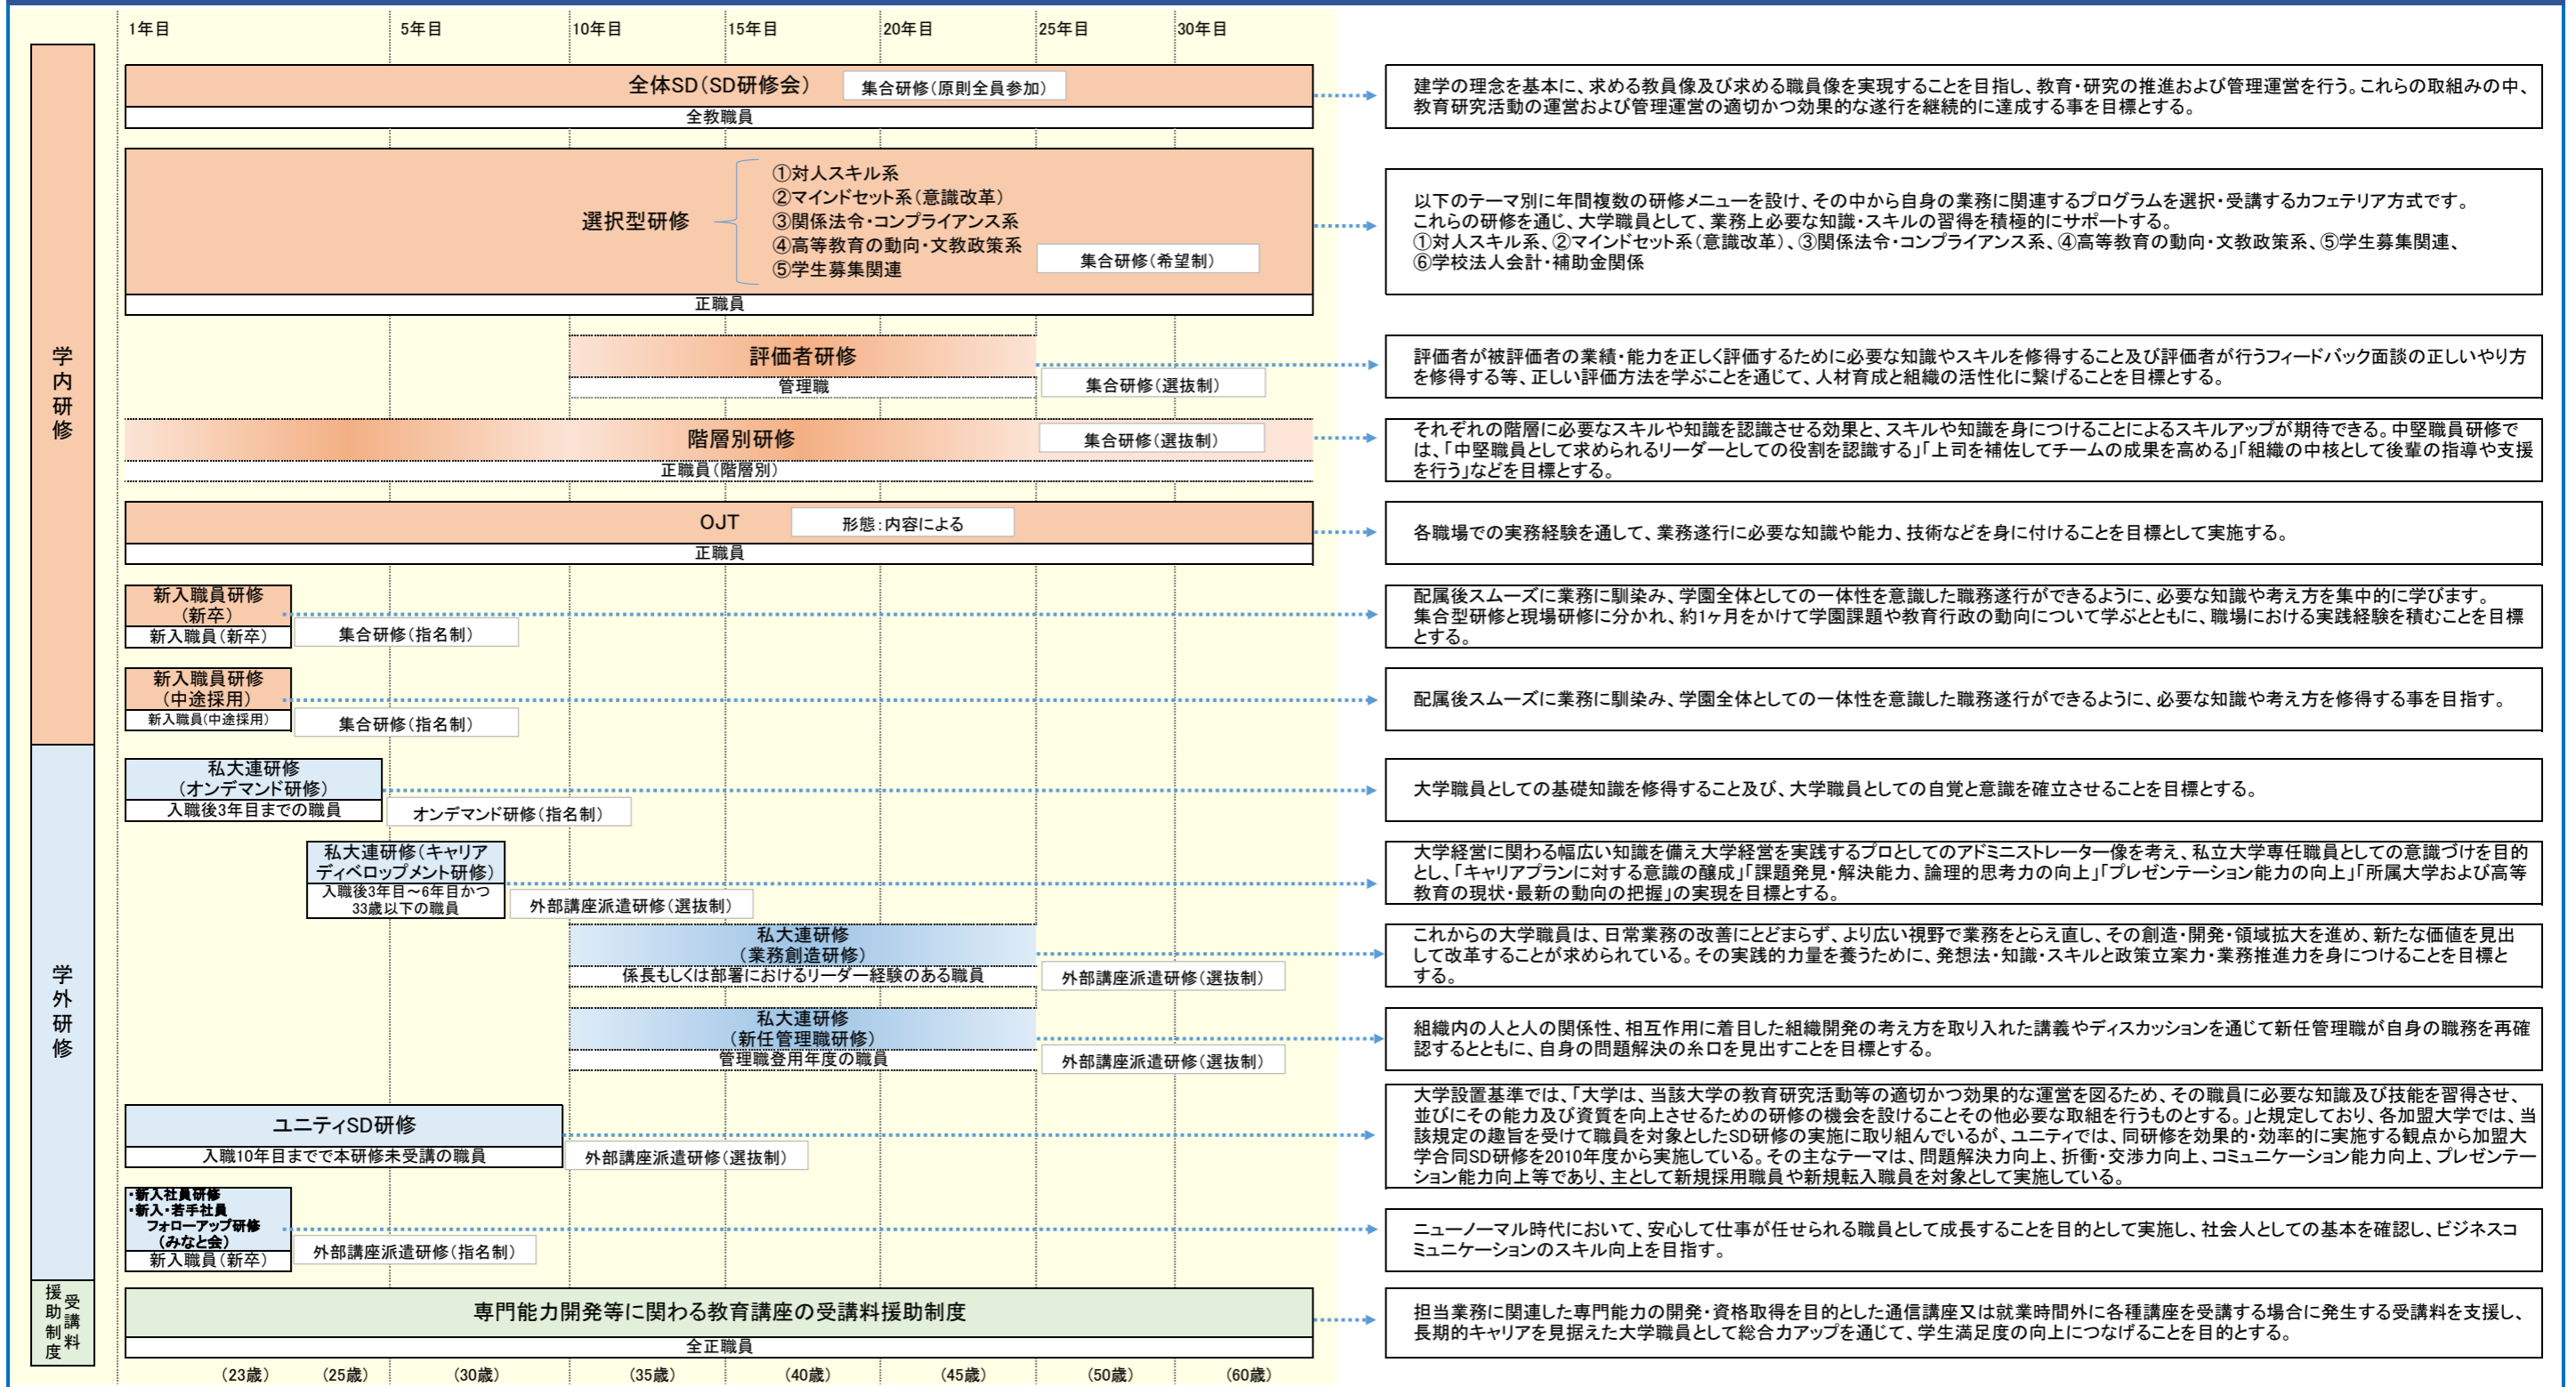 1年目
5年目
10年目
15年目
20年目
25年目
30年目
学内研修
全体SD(SD研修会)
集合研修(原則全員参加)
全教職員
建学の理念を基本に、求める教員像及び求める職員像を実現することを目指し、教育・研究の推進および管理運営を行う。これらの取組みの中、
教育研究活動の運営および管理運営の適切かつ効果的な遂行を継続的に達成する事を目標とする。
選択型研修
①対人スキル系
②マインドセット系(意識改革)
③関係法令・コンプライアンス系
④高等教育の動向・文教政策系
⑤学生募集関連
集合研修(希望制)
正職員
以下のテーマ別に年間複数の研修メニューを設け、その中から自身の業務に関連するプログラムを選択・受講するカフェテリア方式です。
これらの研修を通じ、大学職員として、業務上必要な知識・スキルの習得を積極的にサポートする。
①対人スキル系、②マインドセット系(意識改革)、③関係法令・コンプライアンス系、④高等教育の動向・文教政策系、⑤学生募集関連、
⑥学校法人会計・補助金関係
評価者研修
管理職
集合研修(選抜制)
評価者が被評価者の業績・能力を正しく評価するために必要な知識やスキルを修得すること及び評価者が行うフィードバック面談の正しいやり方
を修得する等、正しい評価方法を学ぶことを通じて、人材育成と組織の活性化に繋げることを目標とする。
階層別研修
集合研修(選抜制)
正職員(階層別)
それぞれの階層に必要なスキルや知識を認識させる効果と、スキルや知識を身につけることによるスキルアップが期待できる。中堅職員研修で
は、「中堅職員として求められるリーダーとしての役割を認識する」「上司を補佐してチームの成果を高める」「組織の中核として後輩の指導や支援
を行う」などを目標とする。
OJT
形態:内容による
正職員
各職場での実務経験を通して、業務遂行に必要な知識や能力、技術などを身に付けることを目標として実施する。
新入職員研修
(新卒)
新入職員(新卒)
集合研修(指名制)
配属後スムーズに業務に馴染み、学園全体としての一体性を意識した職務遂行ができるように、必要な知識や考え方を集中的に学びます。
集合型研修と現場研修に分かれ、約1ヶ月をかけて学園課題や教育行政の動向について学ぶとともに、職場における実践経験を積むことを目標
とする。
新入職員研修
(中途採用)
新入職員(中途採用)
集合研修(指名制)
配属後スムーズに業務に馴染み、学園全体としての一体性を意識した職務遂行ができるように、必要な知識や考え方を修得する事を目指す。
学外研修
私大連研修
(オンデマンド研修)
入職後3年目までの職員
オンデマンド研修(指名制)
大学職員としての基礎知識を修得すること及び、大学職員としての自覚と意識を確立させることを目標とする。
私大連研修(キャリア
ディベロップメント研修)
入職後3年目～6年目かつ
33歳以下の職員
外部講座派遣研修(選抜制)
大学経営に関わる幅広い知識を備え大学経営を実践するプロとしてのアドミニストレーター像を考え、私立大学専任職員としての意識づけを目的
とし、「キャリアプランに対する意識の醸成」「課題発見・解決能力、論理的思考力の向上」「プレゼンテーション能力の向上」「所属大学および高等
教育の現状・最新の動向の把握」の実現を目標とする。
私大連研修
(業務創造研修)
係長もしくは部署におけるリーダー経験のある職員
外部講座派遣研修(選抜制)
これからの大学職員は、日常業務の改善にとどまらず、より広い視野で業務をとらえ直し、その創造・開発・領域拡大を進め、新たな価値を見出
して改革することが求められている。その実践的力量を養うために、発想法・知識・スキルと政策立案力・業務推進力を身につけることを目標と
する。
私大連研修
(新任管理職研修)
管理職登用年度の職員
外部講座派遣研修(選抜制)
組織内の人と人の関係性、相互作用に着目した組織開発の考え方を取り入れた講義やディスカッションを通じて新任管理職が自身の職務を再確
認するとともに、自身の問題解決の糸口を見出すことを目標とする。
ユニティSD研修
入職10年目までで本研修未受講の職員
外部講座派遣研修(選抜制)
大学設置基準では、「大学は、当該大学の教育研究活動等の適切かつ効果的な運営を図るため、その職員に必要な知識及び技能を習得させ、
並びにその能力及び資質を向上させるための研修の機会を設けることその他必要な取組を行うものとする。」と規定しており、各加盟大学では、当
該規定の趣旨を受けて職員を対象としたSD研修の実施に取り組んでいるが、ユニティでは、同研修を効果的・効率的に実施する観点から加盟大
学合同SD研修を2010年度から実施している。その主なテーマは、問題解決力向上、折衝・交渉力向上、コミュニケーション能力向上、プレゼンテー
ション能力向上等であり、主として新規採用職員や新規転入職員を対象として実施している。
・新入社員研修
・新入・若手社員
フォローアップ研修
(みなと会)
新入職員(新卒)
外部講座派遣研修(指名制)
ニューノーマル時代において、安心して仕事が任せられる職員として成長することを目的として実施し、社会人としての基本を確認し、ビジネスコ
ミュニケーションのスキル向上を目指す。
受講料
援助制度
専門能力開発等に関わる教育講座の受講料援助制度
全正職員
担当業務に関連した専門能力の開発・資格取得を目的とした通信講座又は就業時間外に各種講座を受講する場合に発生する受講料を支援し、
長期的キャリアを見据えた大学職員として総合力アップを通じて、学生満足度の向上につなげることを目的とする。
(23歳)
(25歳)
(30歳)
(35歳)
(40歳)
(45歳)
(50歳)
(60歳)